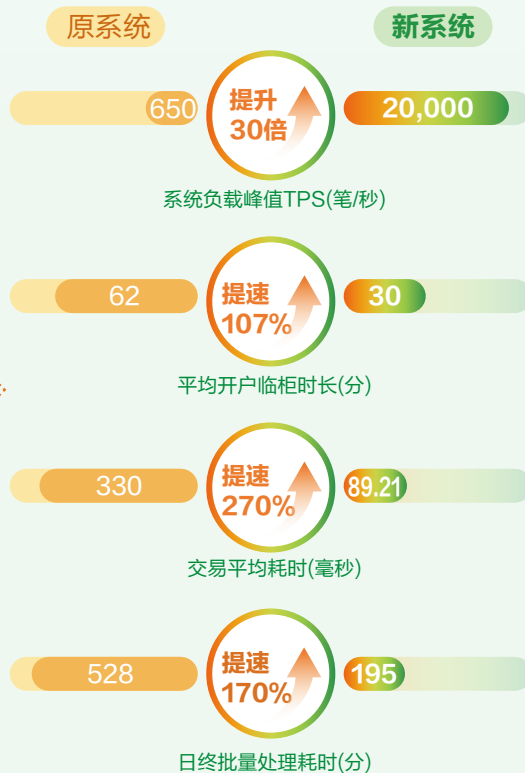 原系统
新系统
650
提升
30倍
20,000
系统负载峰值TPS(笔/秒)
62
提速
107%
30
平均开户临柜时长(分)
330
提速
270%
89.21
交易平均耗时(毫秒)
528
提速
170%
195
日终批量处理耗时(分)